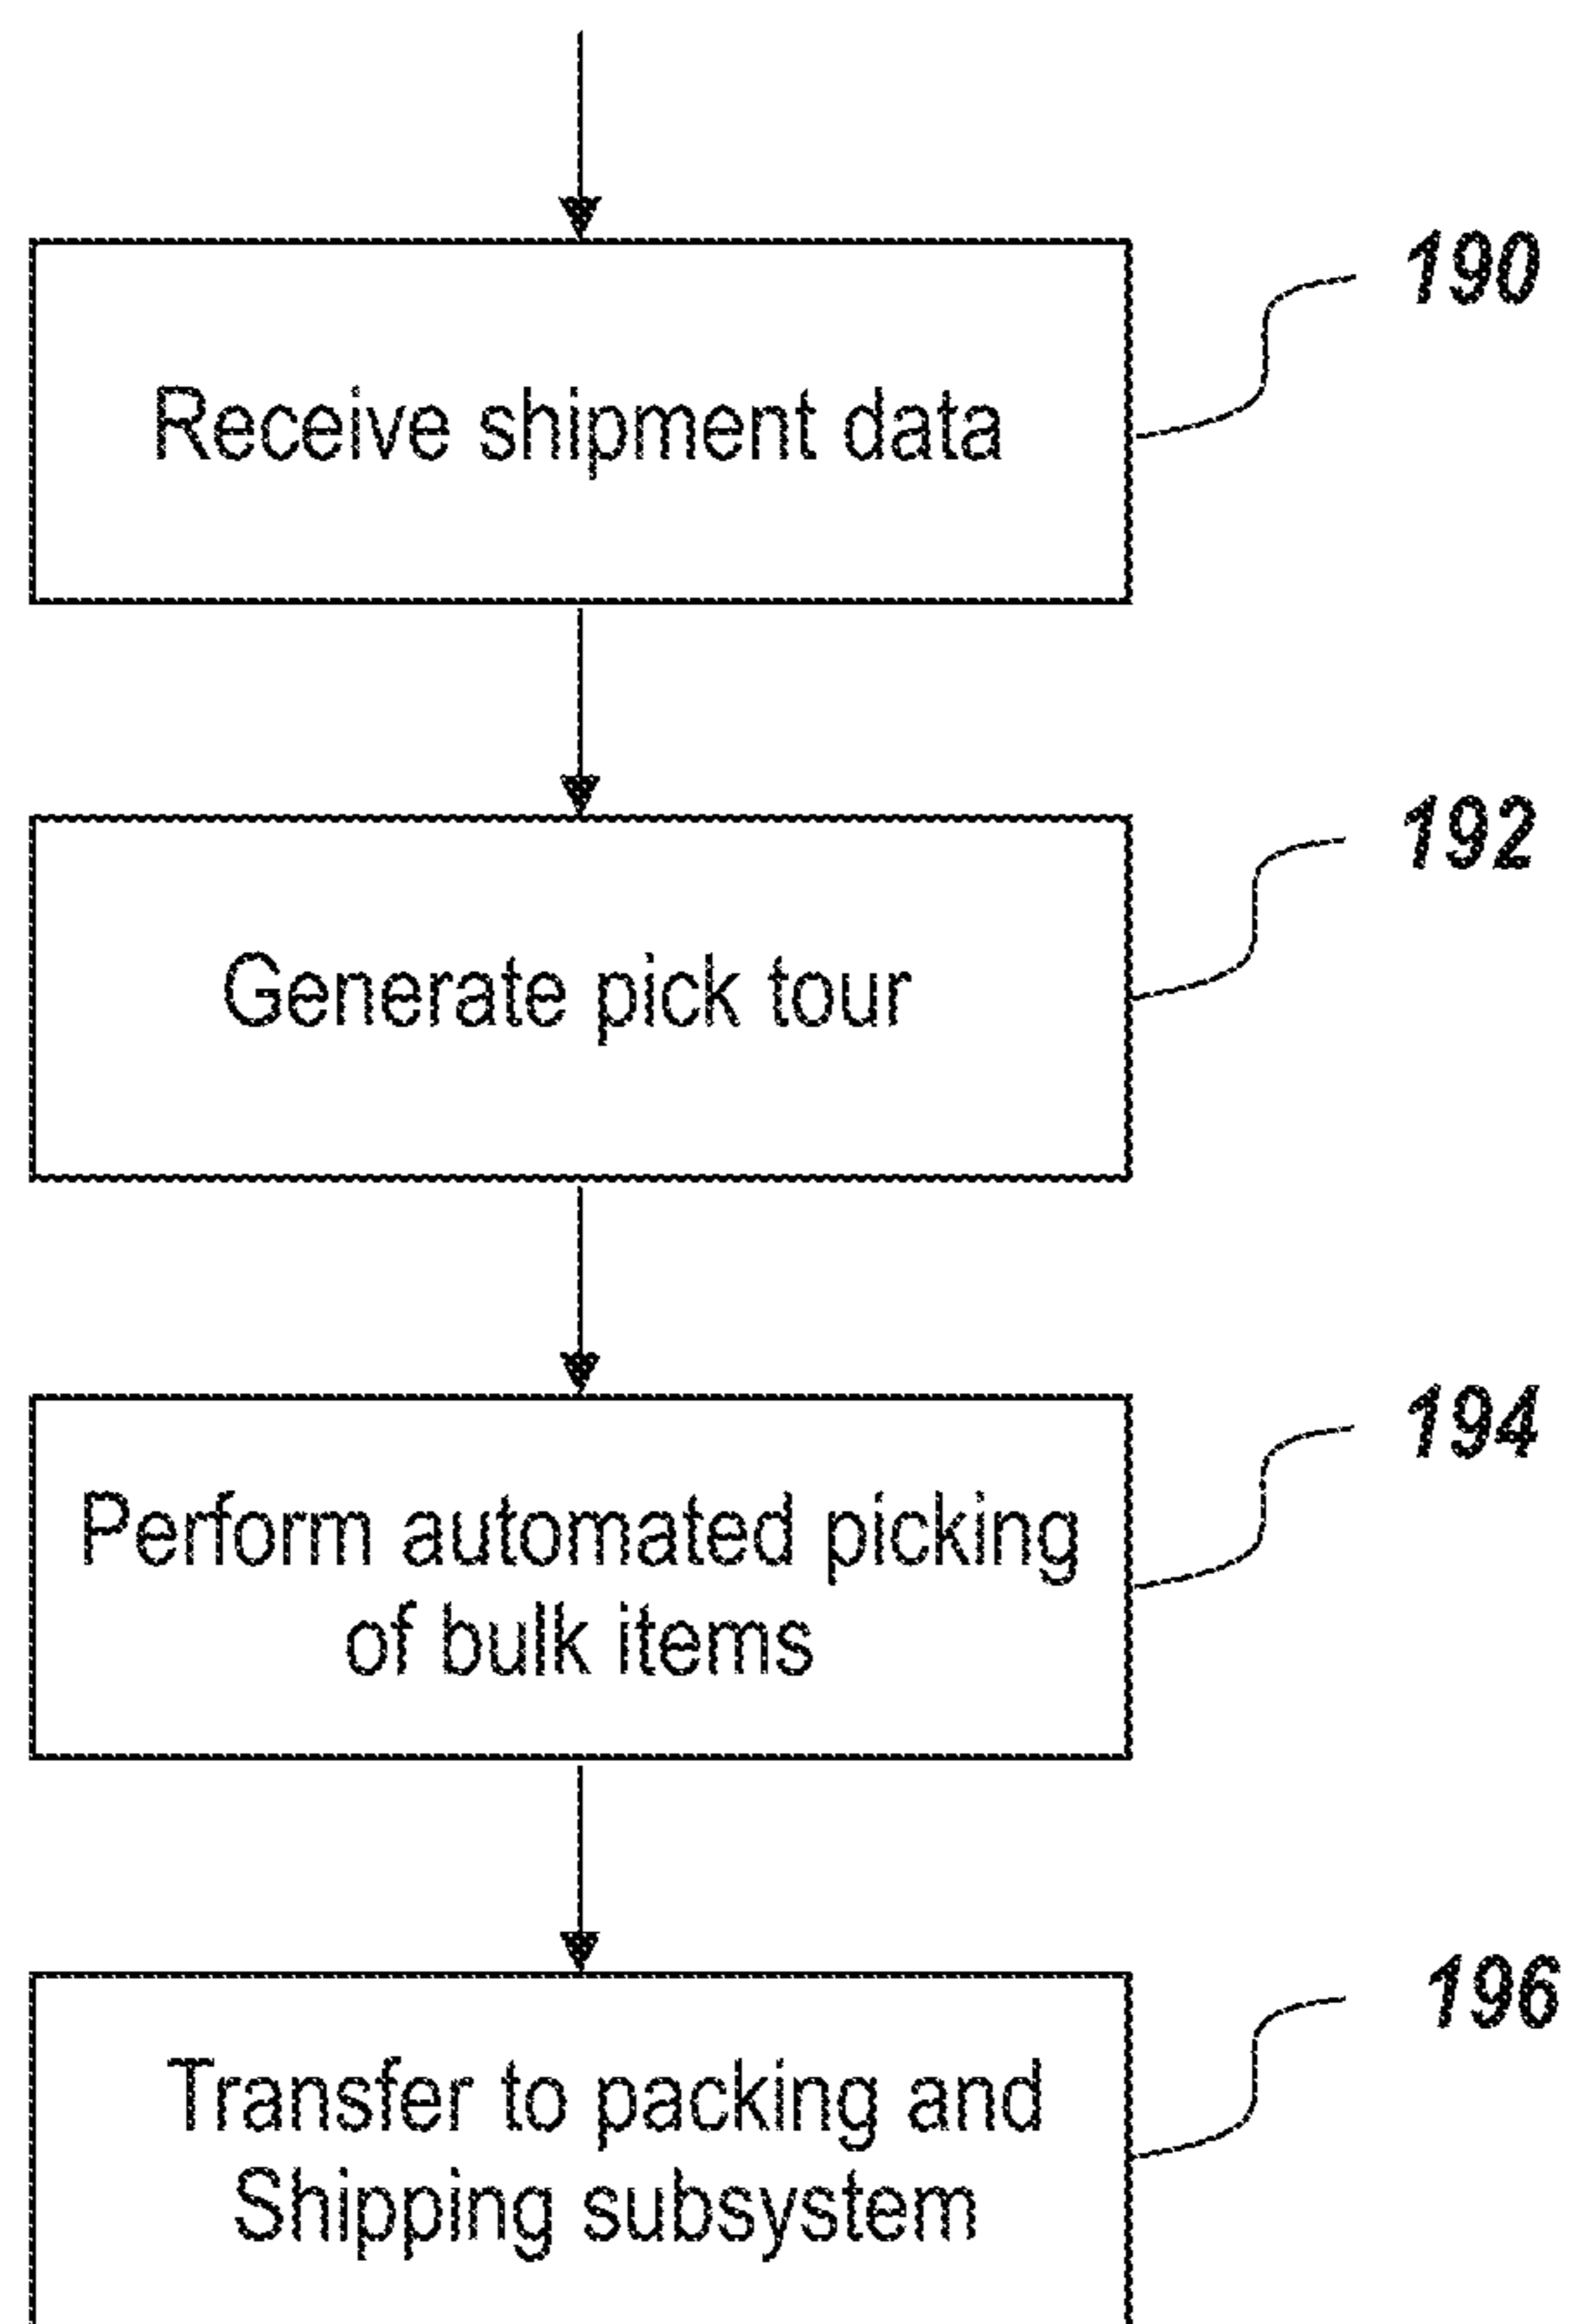 190
Receive shipment data
192
Generate pick tour
194
Perform automated picking
of bulk items
196
Transfer to packing and
Shipping subsystem